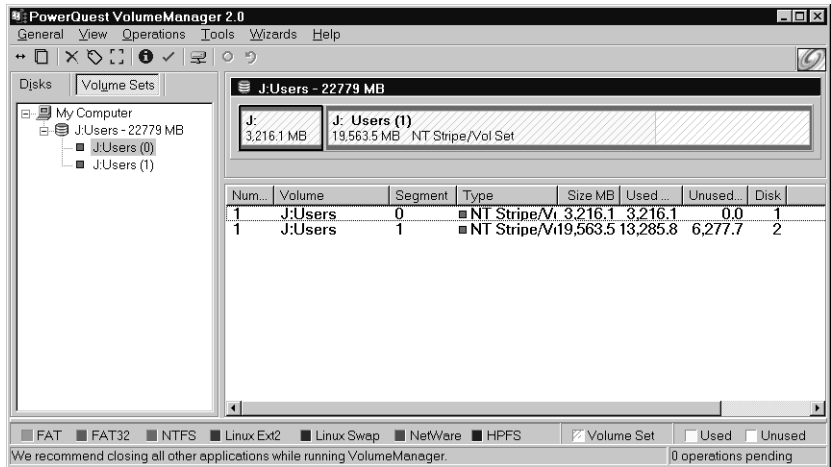 PowerQuest VolumeManager 2.0
General View Operations Tools Wizards Help
Disks Volume Sets
My Computer
J:Users - 22779 MB
J:Users (0)
J:Users (1)
J:Users - 22779 MB
J:
3,216.1 MB
J: Users (1)
19,563.5 MB NT Stripe/Vol Set
Num... Volume Segment Type Size MB Used ... Unused... Disk
1 J:Users 0 NT Stripe/V 3,216.1 3,216.1 0.0 1
1 J:Users 1 NT Stripe/V 19,563.5 13,285.8 6,277.7 2
FAT FAT32 NTFS Linux Ext2 Linux Swap NetWare HPFS Volume Set Used Unused
We recommend closing all other applications while running VolumeManager. 0 operations pending